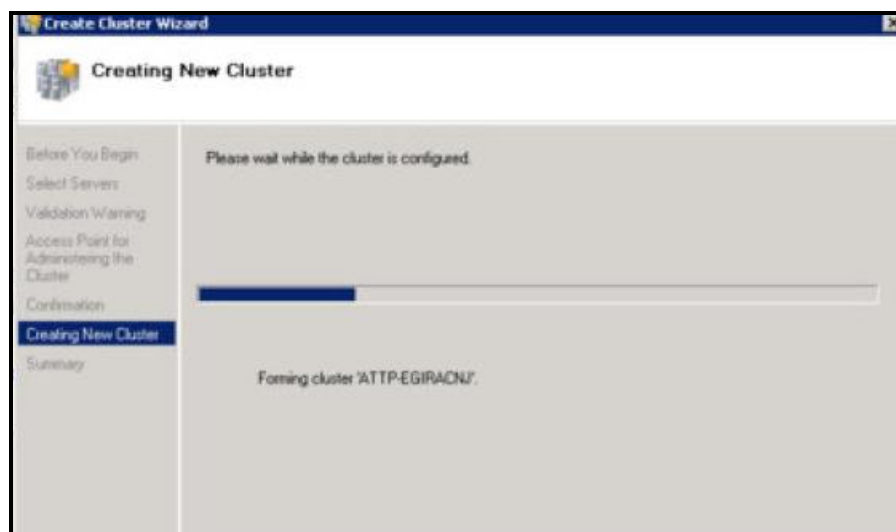 Create Cluster Wizard
Creating New Cluster
Before You Begin
Please wait while the cluster is configured.
Select Servers
Validation Warning
Access Point for
Administering the
Cluster
Confirmation
Creating New Cluster
Summary
Forming cluster 'ATTP-EGIRACNJ'.